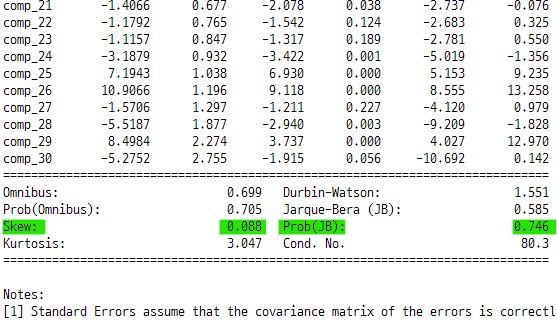 comp_21 -1.4066 0.677 -2.078 0.038 -2.737 -0.076
comp_22 -1.1792 0.765 -1.542 0.124 -2.683 0.325
comp_23 -1.1157 0.847 -1.317 0.189 -2.781 0.550
comp_24 -3.1879 0.932 -3.422 0.001 -5.019 -1.356
comp_25 7.1943 1.038 6.930 0.000 5.153 9.235
comp_26 10.9066 1.196 9.118 0.000 8.555 13.258
comp_27 -1.5706 1.297 -1.211 0.227 -4.120 0.979
comp_28 -5.5187 1.877 -2.940 0.003 -9.209 -1.828
comp_29 8.4984 2.274 3.737 0.000 4.027 12.970
comp_30 -5.2752 2.755 -1.915 0.056 -10.692 0.142
==============================================================================
Omnibus: 0.699 Durbin-Watson: 1.551
Prob(Omnibus): 0.705 Jarque-Bera (JB): 0.585
Skew: 0.088 Prob(JB): 0.746
Kurtosis: 3.047 Cond. No. 80.3
==============================================================================
Notes:
[1] Standard Errors assume that the covariance matrix of the errors is correctl